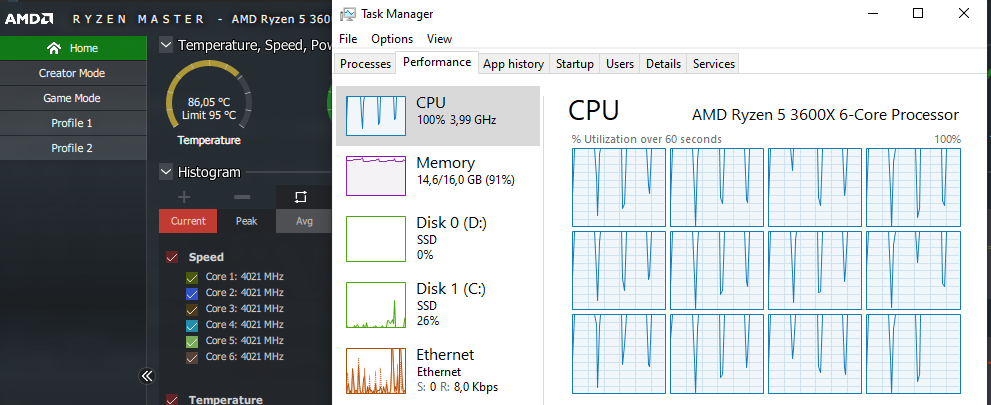 AMD RYZEN MASTER - AMD Ryzen 5 360
Home
Creator Mode
Game Mode
Profile 1
Profile 2
Temperature, Speed, Pow
86,05 °C
Limit 95 °C
Temperature
Histogram
Current Peak Avg
Speed
Core 1: 4021 MHz
Core 2: 4021 MHz
Core 3: 4021 MHz
Core 4: 4021 MHz
Core 5: 4021 MHz
Core 6: 4021 MHz
Temperature
Task Manager
File Options View
Processes Performance App history Startup Users Details Services
CPU
100% 3,99 GHz
Memory
14,6/16,0 GB (91%)
Disk 0 (D:)
SSD
0%
Disk 1 (C:)
SSD
26%
Ethernet
Ethernet
S: 0 R: 8,0 Kbps
CPU AMD Ryzen 5 3600X 6-Core Processor
% Utilization over 60 seconds 100%